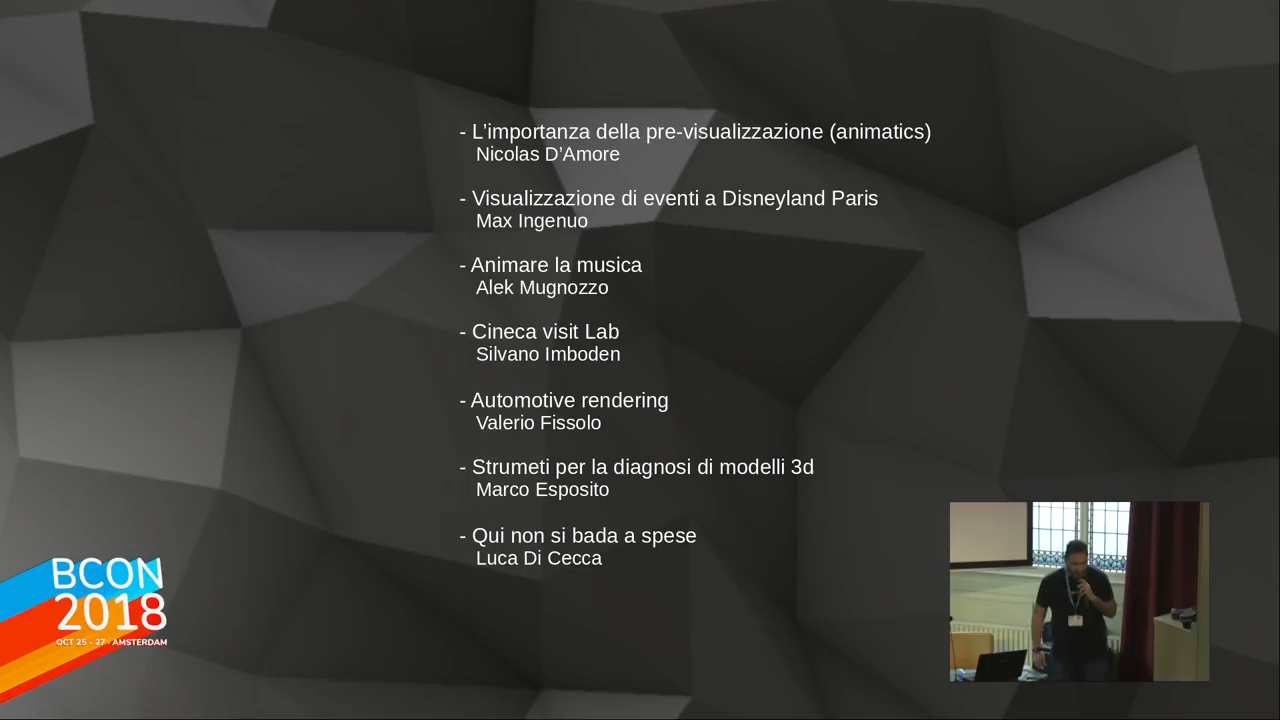 - L’importanza della pre-visualizzazione (animatics)
Nicolas D’Amore
- Visualizzazione di eventi a Disneyland Paris
Max Ingenuo
- Animare la musica
Alek Mugnozzo
- Cineca visit Lab
Silvano Imboden
- Automotive rendering
Valerio Fissolo
- Strumeti per la diagnosi di modelli 3d
Marco Esposito
- Qui non si bada a spese
Luca Di Cecca
BCON
2018
OCT 25 - 27 · AMSTERDAM